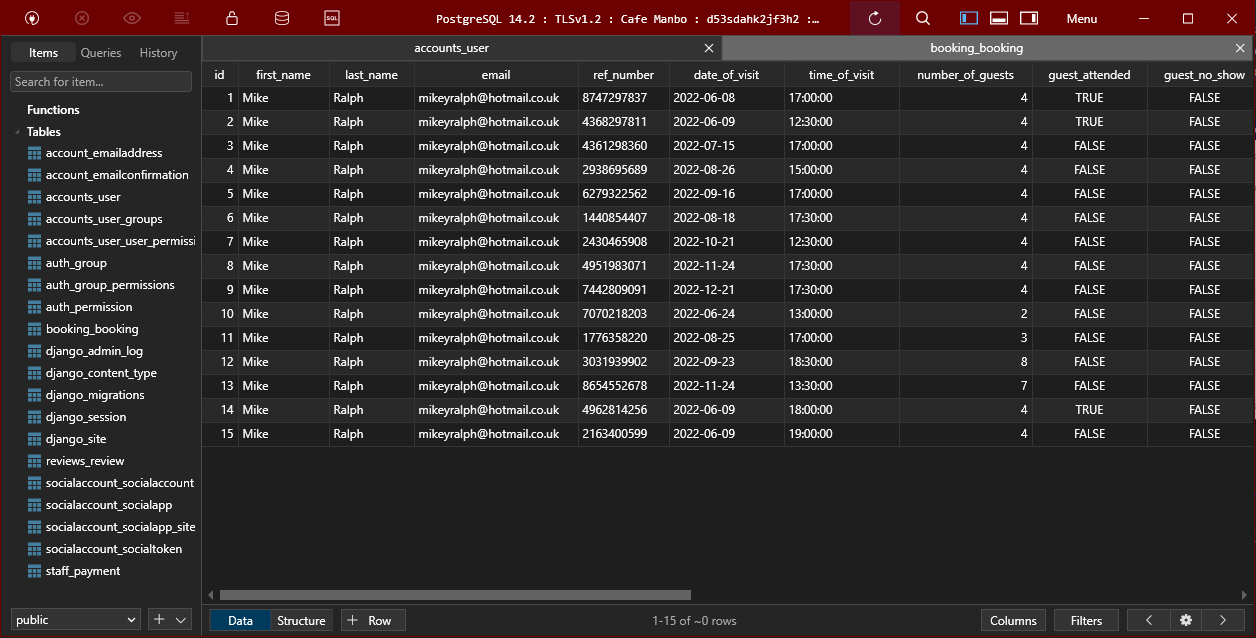 SQL PostgreSQL 14.2 : TLSv1.2 : Cafe Manbo : d53sdahk2jf3h2 :… Menu
Items Queries History
Search for item...
Functions
Tables
account_emailaddress
account_emailconfirmation
accounts_user
accounts_user_groups
accounts_user_user_permissi
auth_group
auth_group_permissions
auth_permission
booking_booking
django_admin_log
django_content_type
django_migrations
django_session
django_site
reviews_review
socialaccount_socialaccount
socialaccount_socialapp
socialaccount_socialapp_site
socialaccount_socialtoken
staff_payment
public
accounts_user booking_booking
id first_name last_name email ref_number date_of_visit time_of_visit number_of_guests guest_attended guest_no_show
1 Mike Ralph mikeyralph@hotmail.co.uk 8747297837 2022-06-08 17:00:00 4 TRUE FALSE
2 Mike Ralph mikeyralph@hotmail.co.uk 4368297811 2022-06-09 12:30:00 4 TRUE FALSE
3 Mike Ralph mikeyralph@hotmail.co.uk 4361298360 2022-07-15 17:00:00 4 FALSE FALSE
4 Mike Ralph mikeyralph@hotmail.co.uk 2938695689 2022-08-26 15:00:00 4 FALSE FALSE
5 Mike Ralph mikeyralph@hotmail.co.uk 6279322562 2022-09-16 17:00:00 4 FALSE FALSE
6 Mike Ralph mikeyralph@hotmail.co.uk 1440854407 2022-08-18 17:30:00 4 FALSE FALSE
7 Mike Ralph mikeyralph@hotmail.co.uk 2430465908 2022-10-21 12:30:00 4 FALSE FALSE
8 Mike Ralph mikeyralph@hotmail.co.uk 4951983071 2022-11-24 17:30:00 4 FALSE FALSE
9 Mike Ralph mikeyralph@hotmail.co.uk 7442809091 2022-12-21 17:30:00 4 FALSE FALSE
10 Mike Ralph mikeyralph@hotmail.co.uk 7070218203 2022-06-24 13:00:00 2 FALSE FALSE
11 Mike Ralph mikeyralph@hotmail.co.uk 1776358220 2022-08-25 17:00:00 3 FALSE FALSE
12 Mike Ralph mikeyralph@hotmail.co.uk 3031939902 2022-09-23 18:30:00 8 FALSE FALSE
13 Mike Ralph mikeyralph@hotmail.co.uk 8654552678 2022-11-24 13:30:00 7 FALSE FALSE
14 Mike Ralph mikeyralph@hotmail.co.uk 4962814256 2022-06-09 18:00:00 4 TRUE FALSE
15 Mike Ralph mikeyralph@hotmail.co.uk 2163400599 2022-06-09 19:00:00 4 FALSE FALSE
Data Structure + Row 1-15 of ~0 rows Columns Filters